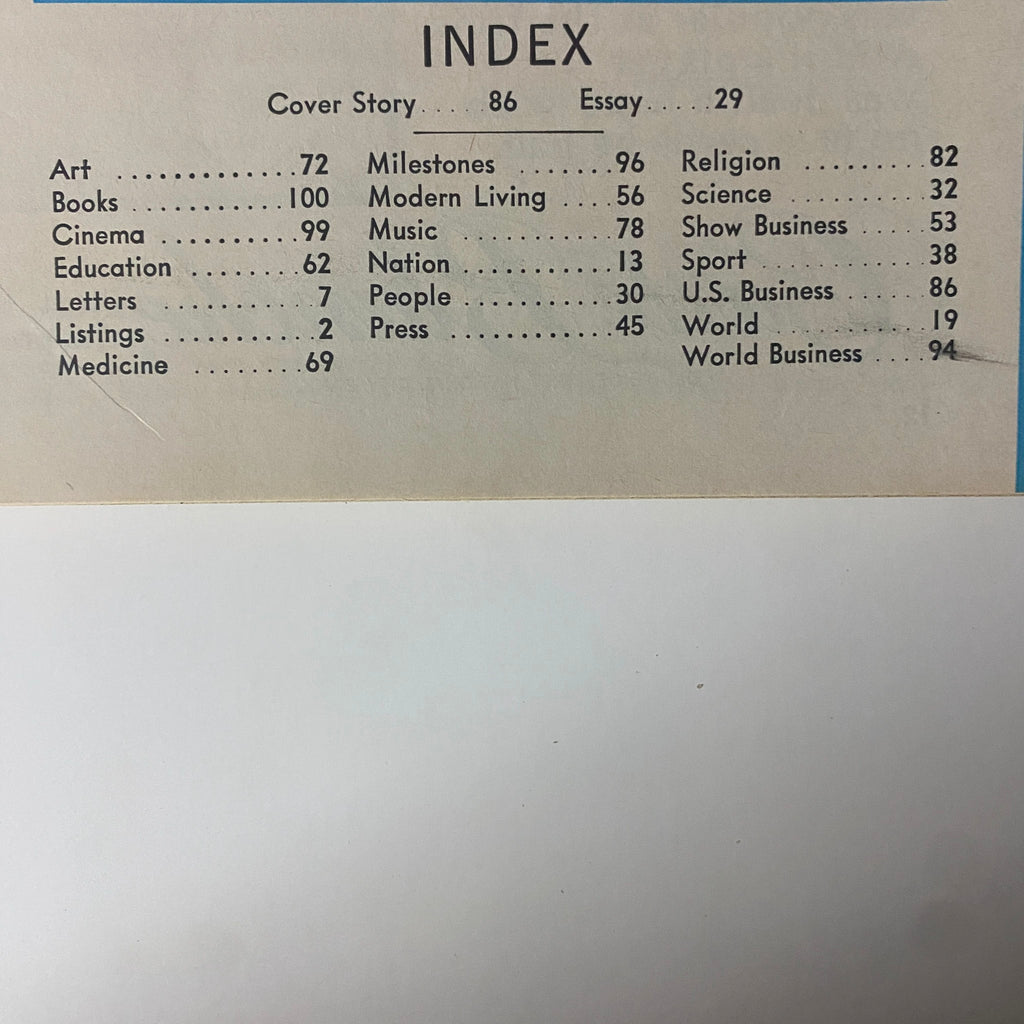 INDEX
Cover Story.....86 Essay.....29
Art .............72
Books ...........100
Cinema ..........99
Education ........62
Letters ...........7
Listings ...........2
Medicine ........69
Milestones .......96
Modern Living ....56
Music ...........78
Nation ...........13
People ...........30
Press ............45
Religion .........82
Science ..........32
Show Business .....53
Sport ............38
U.S. Business ......86
World ...........19
World Business ....94